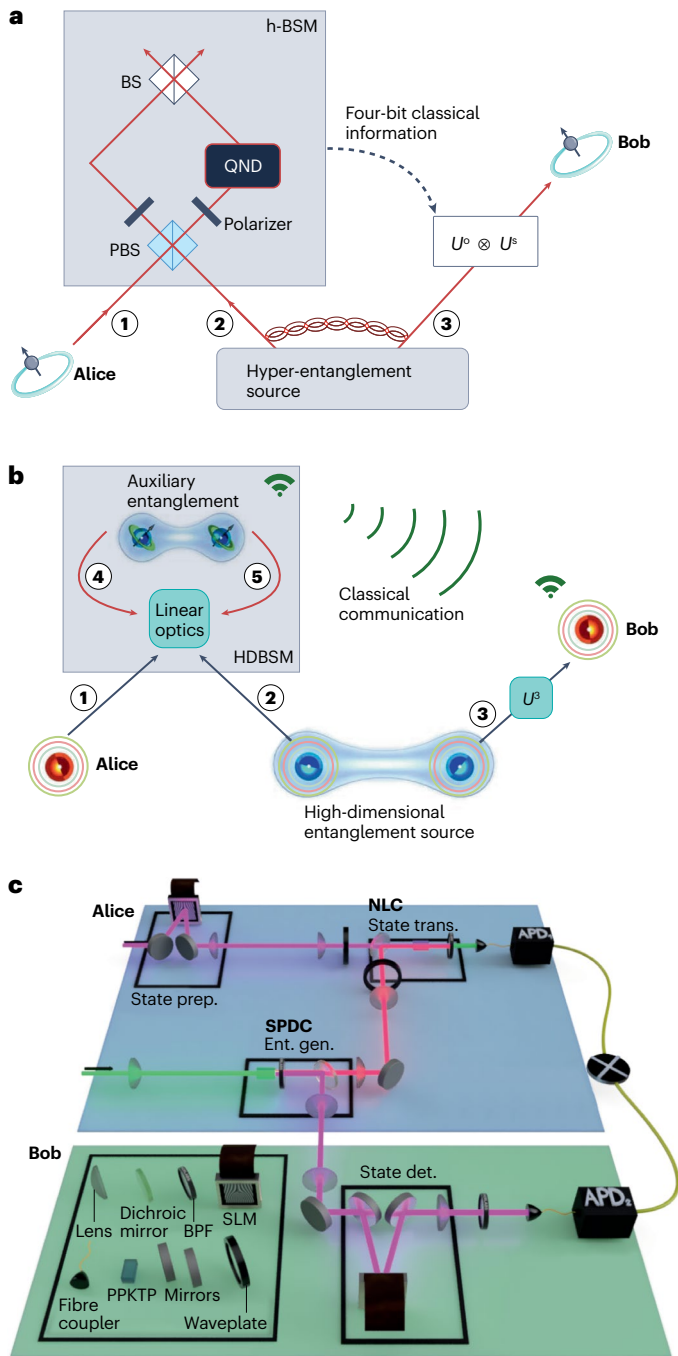 a
h-BSM
BS
Four-bit classical
information
Bob
QND
Polarizer
PBS
U° ⊗ Uˢ
1
2
3
Alice
Hyper-entanglement
source
b
Auxiliary
entanglement
4
5
Linear
optics
HDBSM
Classical
communication
Bob
1
2
3
U³
Alice
High-dimensional
entanglement source
c
Alice
NLC
State trans.
APD₁
State prep.
SPDC
Ent. gen.
Bob
State det.
APD₂
Lens
Dichroic
mirror
BPF
SLM
Fibre
coupler
PPKTP
Mirrors
Waveplate